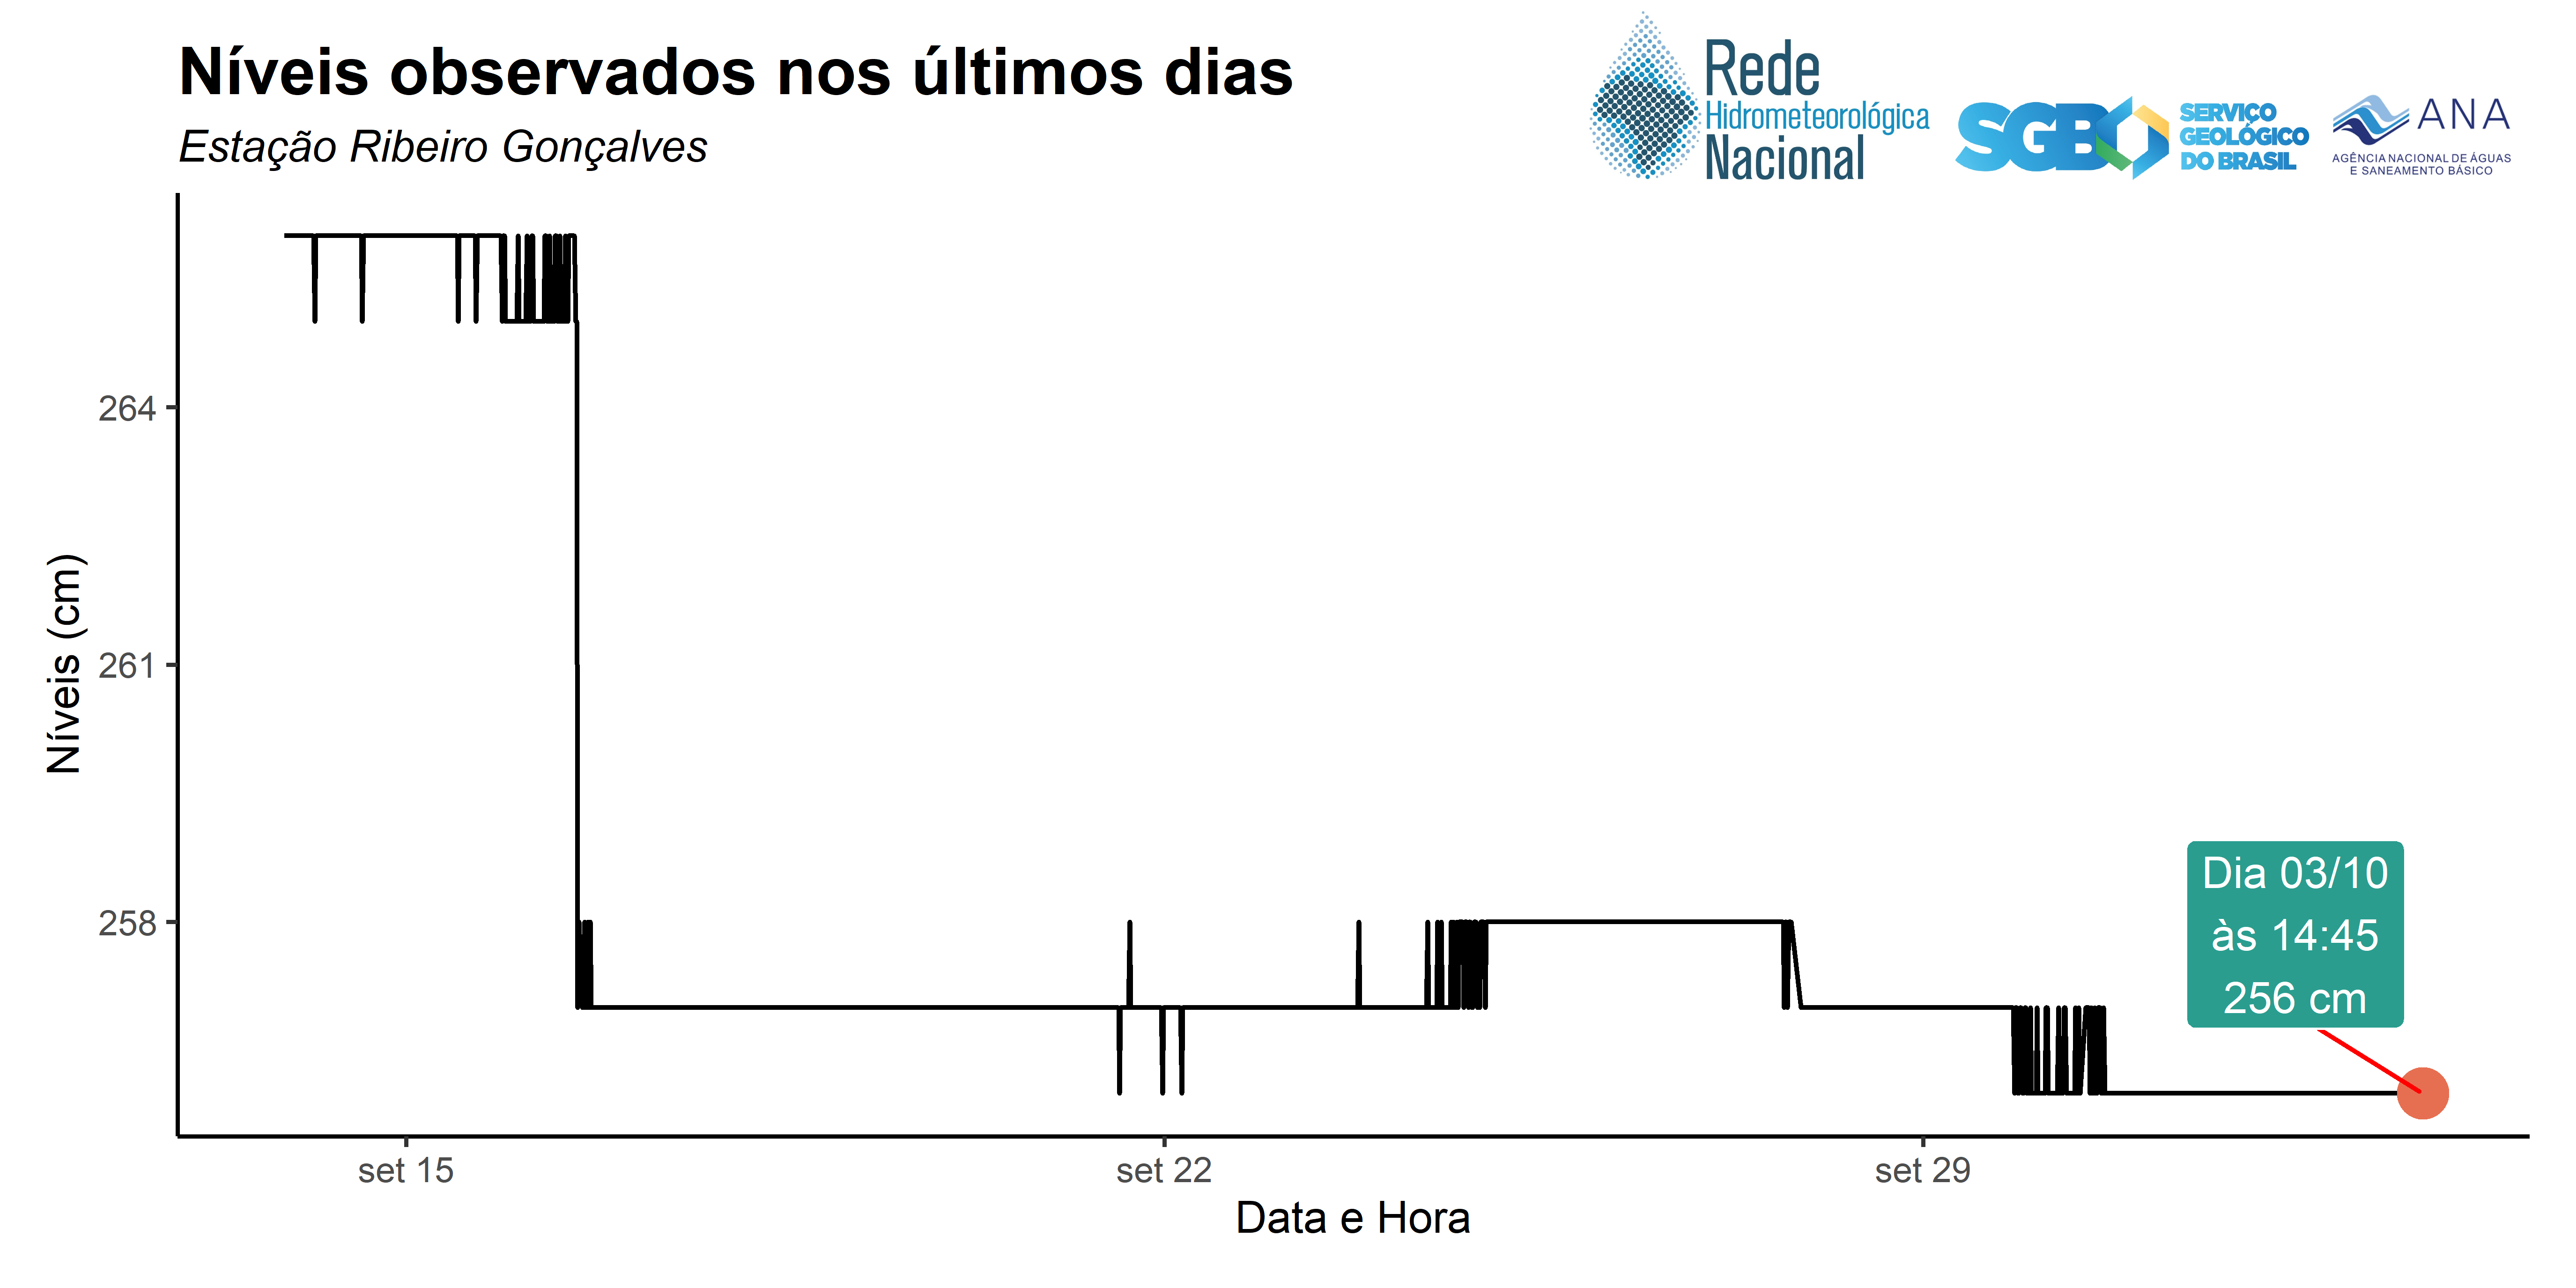 Níveis observados nos últimos dias
Estação Ribeiro Gonçalves
Rede
Hidrometeorológica
Nacional
SGB
SERVIÇO
GEOLÓGICO
DO BRASIL
ANA
AGÊNCIA NACIONAL DE ÁGUAS
E SANEAMENTO BÁSICO
Níveis (cm)
264
261
258
Dia 03/10
às 14:45
256 cm
set 15
set 22
set 29
Data e Hora